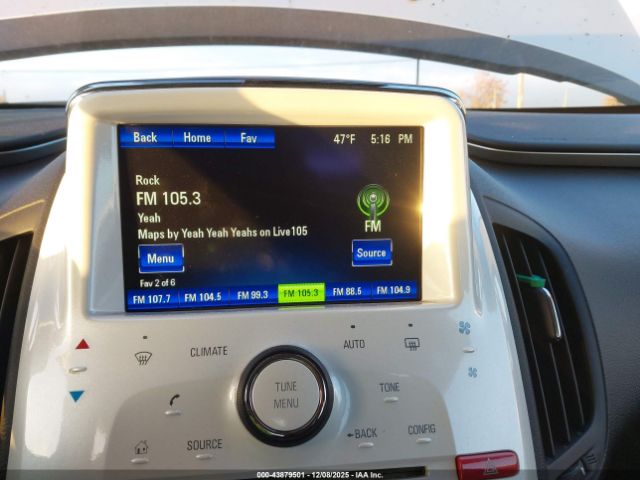 Back Home Fav 47°F 5:16 PM
Rock
FM 105.3
Yeah
Maps by Yeah Yeah Yeahs on Live105
FM
Menu Source
Fav 2 of 6
FM 107.7 FM 104.5 FM 99.3 FM 105.3 FM 88.5 FM 104.9
CLIMATE AUTO
TUNE
MENU
TONE
SOURCE ←BACK CONFIG
000-43879501 - 12/08/2025 - IAA Inc.